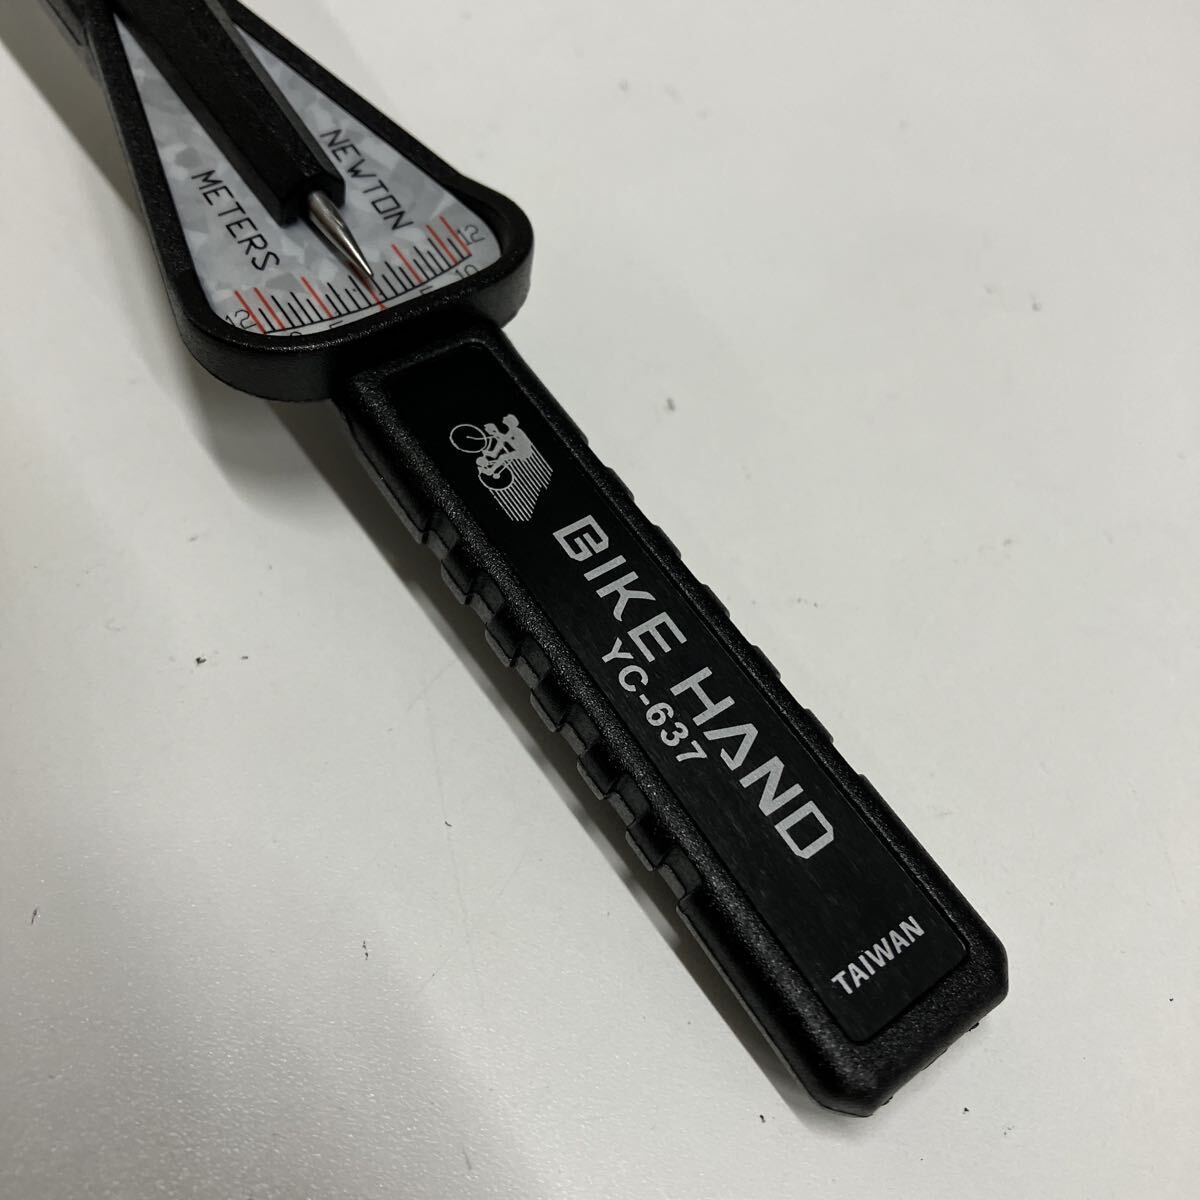 NEWTON
METERS
12 10
12
BIKE HAND
YC-637
TAIWAN